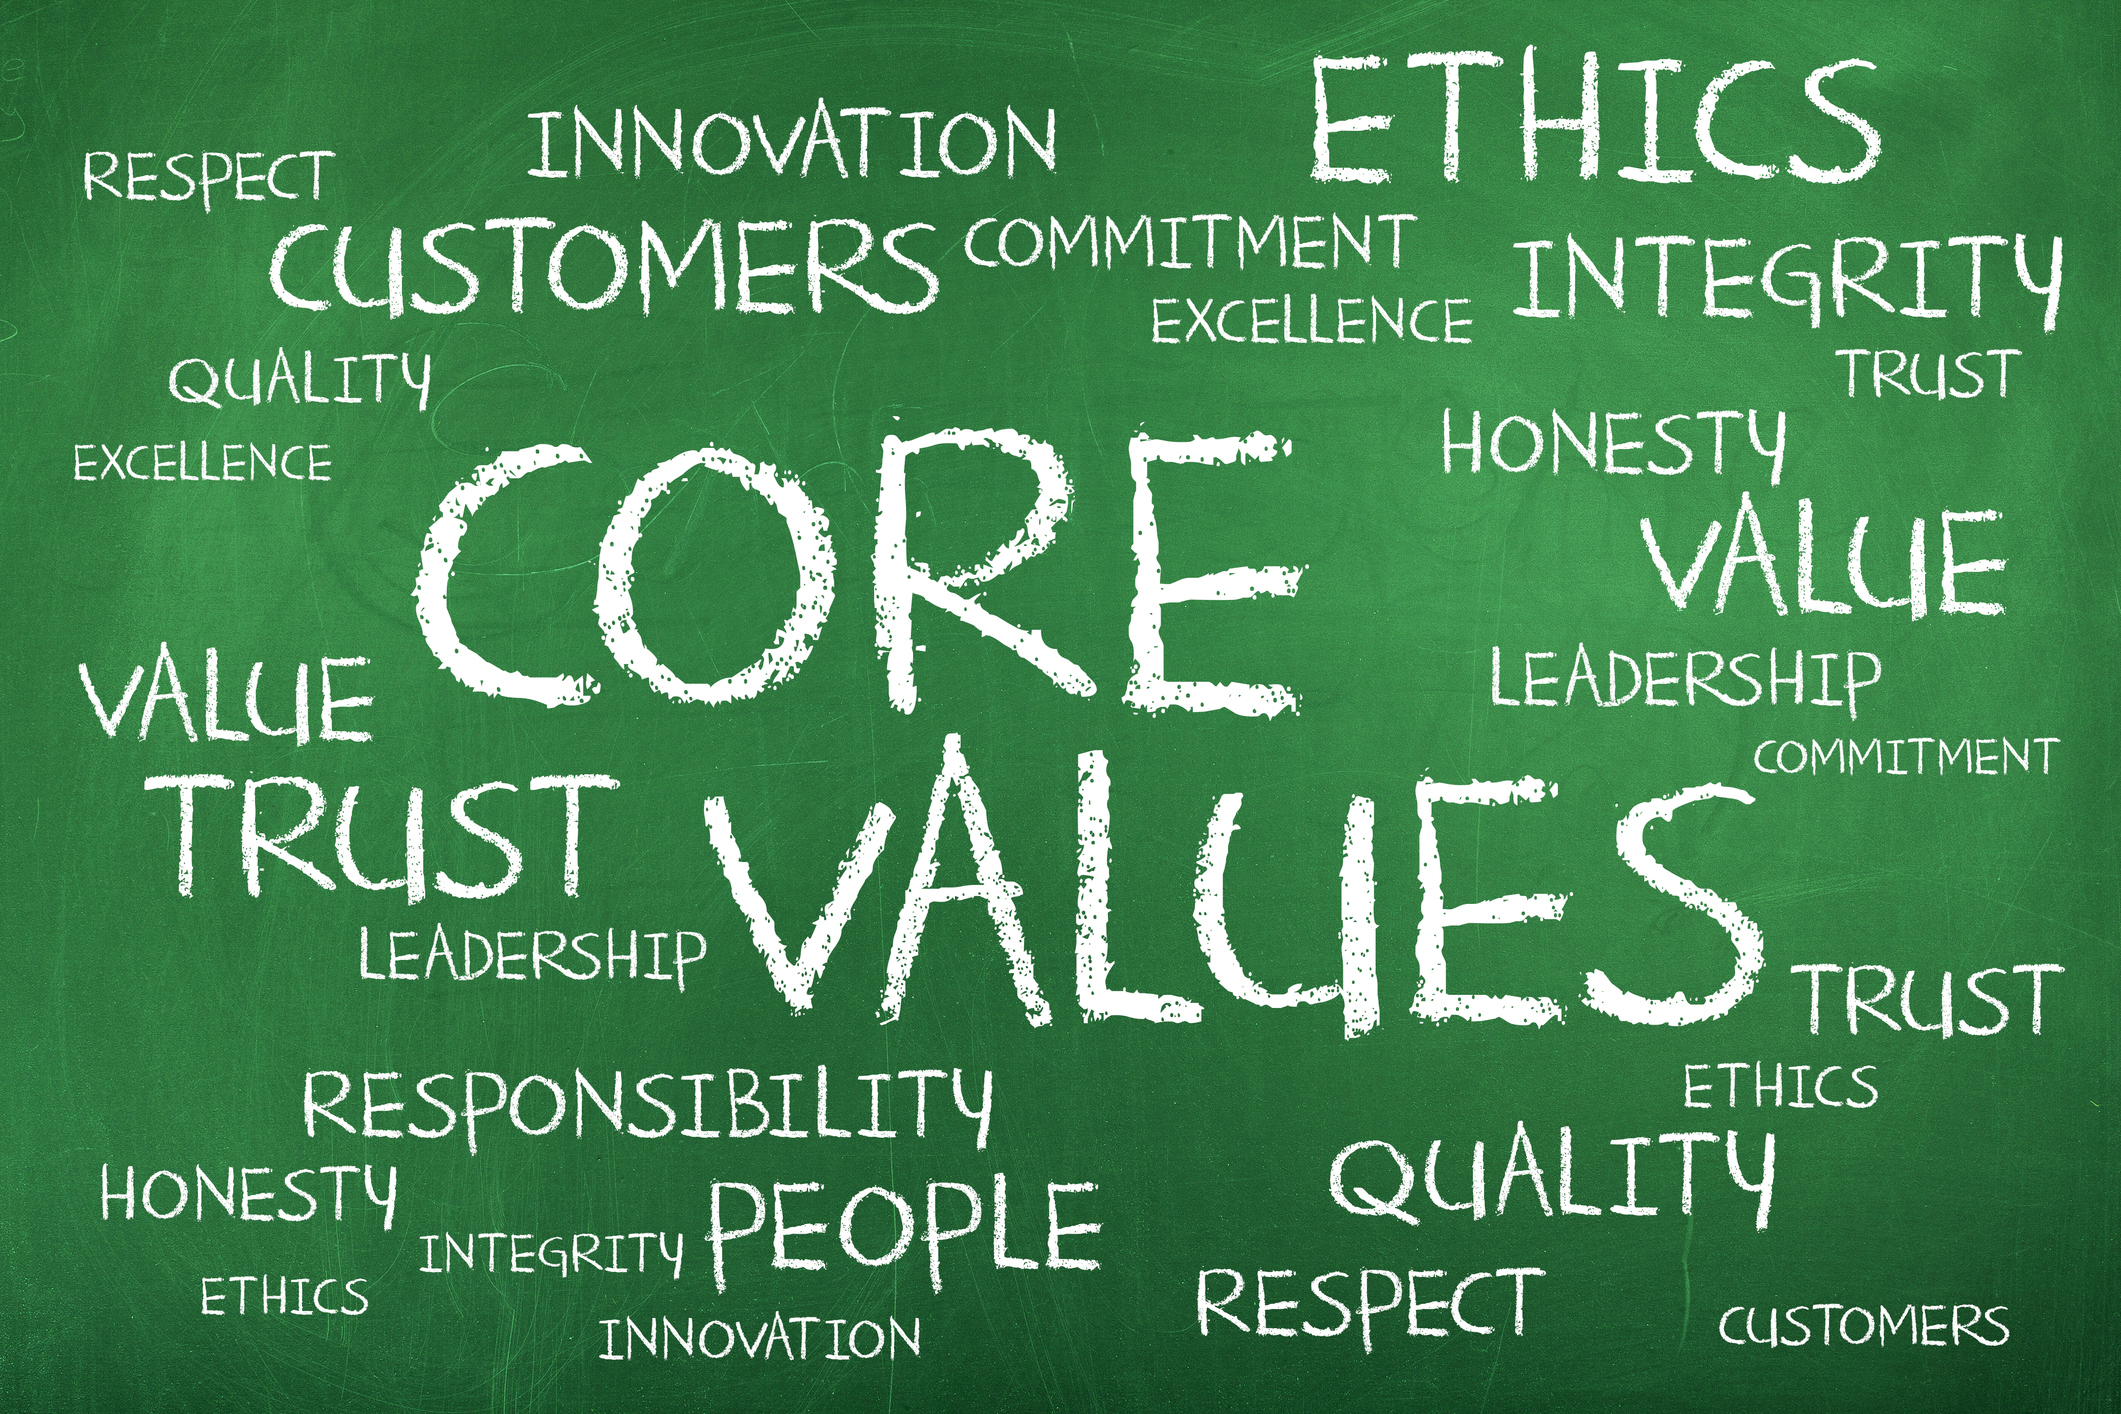 ETHICS
INNOVATION
RESPECT
CUSTOMERS
COMMITMENT
INTEGRITY
EXCELLENCE
QUALITY
TRUST
HONESTY
EXCELLENCE
CORE
VALUE
VALUE
LEADERSHIP
COMMITMENT
TRUST
VALUES
LEADERSHIP
TRUST
RESPONSIBILITY
ETHICS
QUALITY
HONESTY
PEOPLE
INTEGRITY
ETHICS
RESPECT
INNOVATION
CUSTOMERS